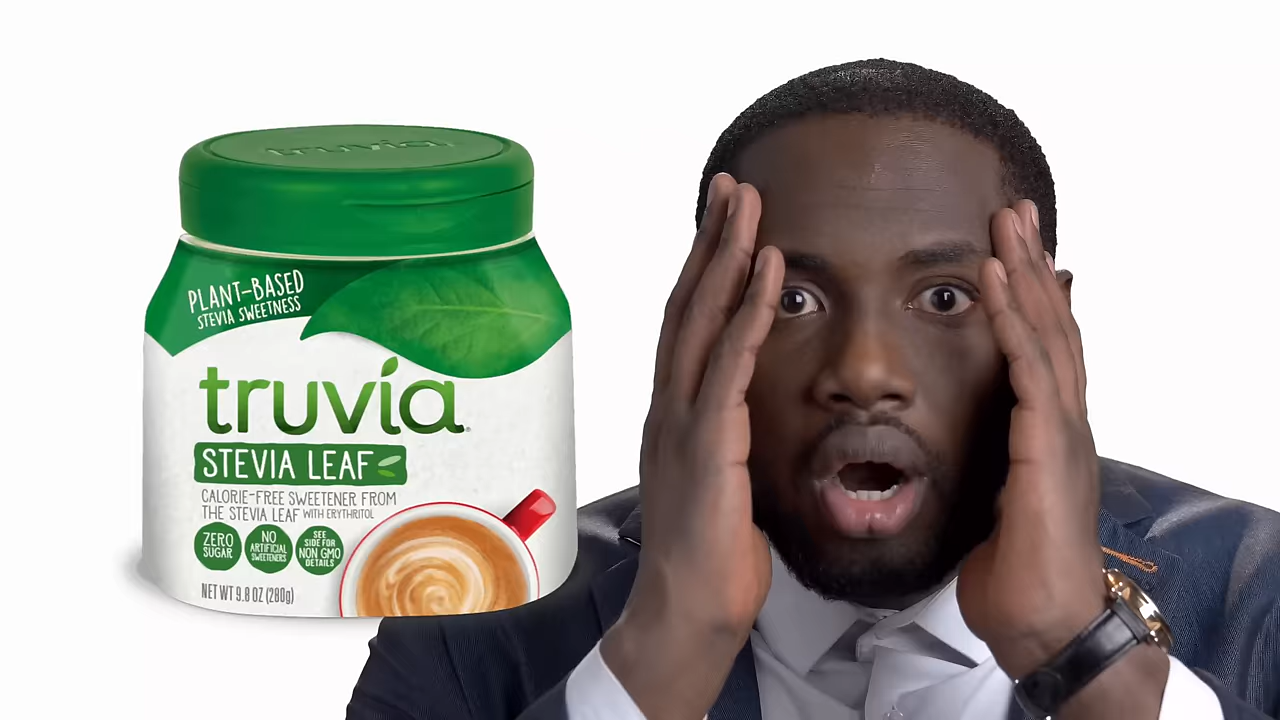 truvia
PLANT-BASED
STEVIA SWEETNESS
truvía®
STEVIA LEAF
CALORIE-FREE SWEETENER FROM
THE STEVIA LEAF WITH ERYTHRITOL
ZERO
SUGAR
NO
ARTIFICIAL
SWEETENERS
SEE
SIDE FOR
NON GMO
DETAILS
NET WT 9.8 OZ (280g)